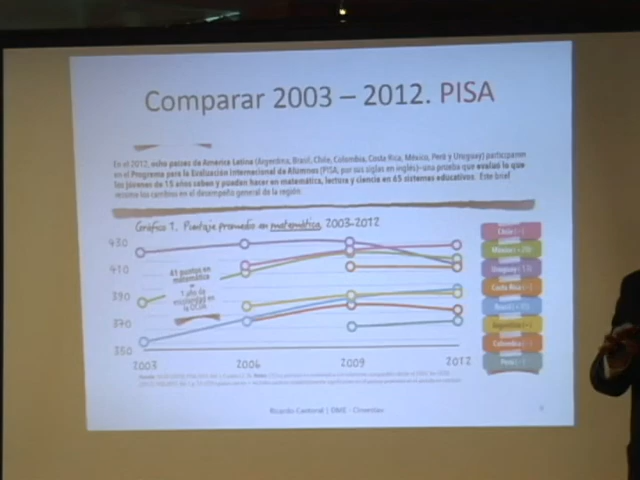 Comparar 2003 – 2012. PISA
En el 2012, ocho países de América Latina (Argentina, Brasil, Chile, Colombia, Costa Rica, México, Perú y Uruguay) participaron
en el Programa para la Evaluación Internacional de Alumnos (PISA, por sus siglas en inglés)–una prueba que evaluó lo que
los jóvenes de 15 años saben y pueden hacer en matemática, lectura y ciencia en 65 sistemas educativos. Este brief
resume los cambios en el desempeño general de la región.
Gráfico 1. Puntaje promedio en matemática, 2003-2012
430
410
390
370
350
41 puntos en
matemática
=
1 año de
escolaridad en
la OCDE
2003
2006
2009
2012
Chile
México
Uruguay
Costa Rica
Brasil
Argentina
Colombia
Perú
Ricardo Cantoral | DME - Cinvestav